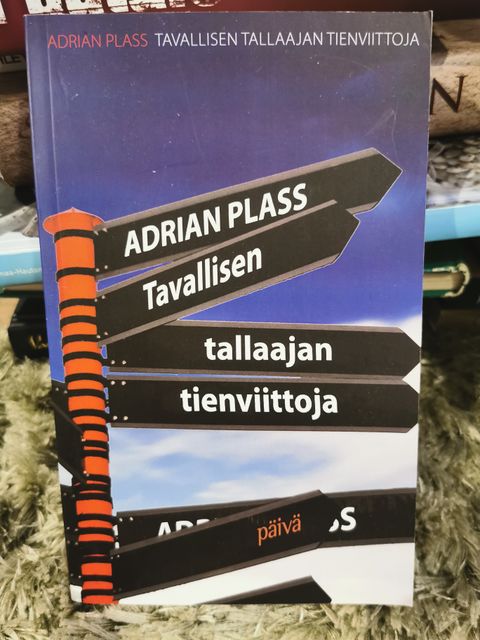 ADRIAN PLASS TAVALLISEN TALLAAJAN TIENVIITTOJA
ADRIAN PLASS
Tavallisen
tallaajan
tienviittoja
päivä